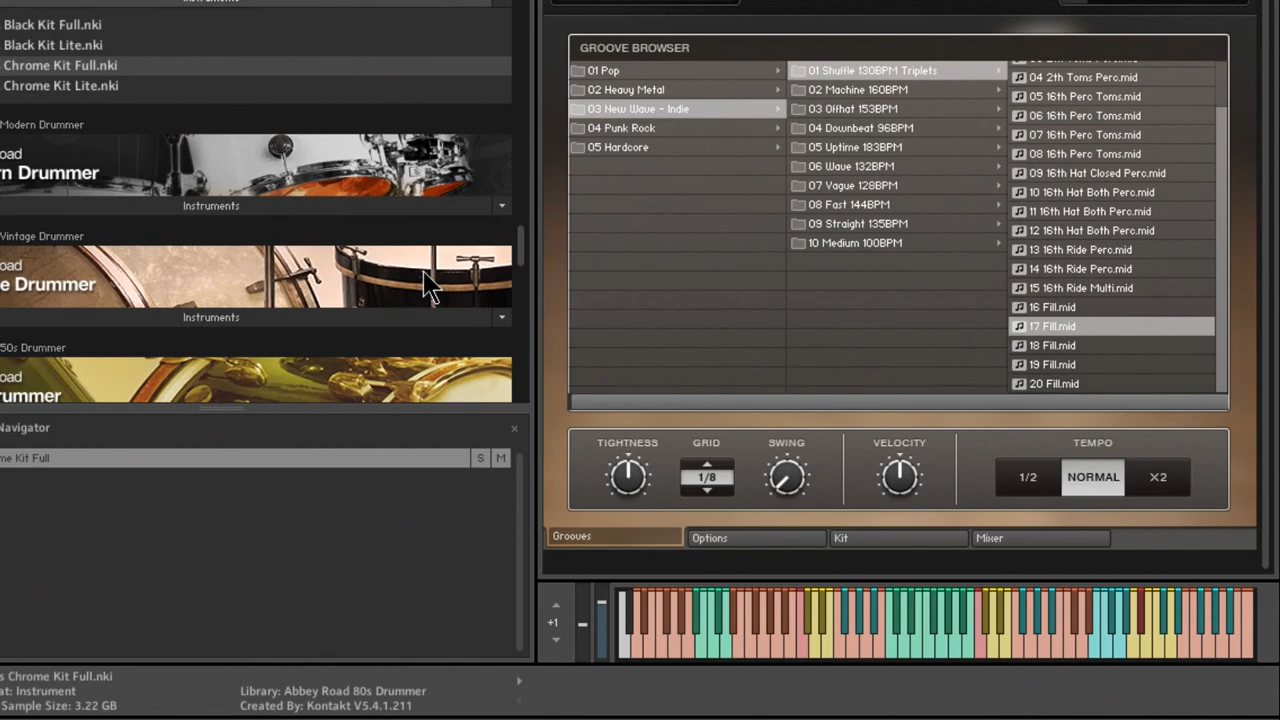 Instruments
Black Kit Full.nki
Black Kit Lite.nki
Chrome Kit Full.nki
Chrome Kit Lite.nki
Modern Drummer
oad
n Drummer
Instruments
Vintage Drummer
oad
e Drummer
Instruments
50s Drummer
oad
rummer
Navigator
me Kit Full
S M
s Chrome Kit Full.nki
at: Instrument
Sample Size: 3.22 GB
Library: Abbey Road 80s Drummer
Created By: Kontakt V5.4.1.211
GROOVE BROWSER
01 Pop
02 Heavy Metal
03 New Wave - Indie
04 Punk Rock
05 Hardcore
01 Shuffle 130BPM Triplets
02 Machine 160BPM
03 Offhat 153BPM
04 Downbeat 96BPM
05 Uptime 183BPM
06 Wave 132BPM
07 Vague 128BPM
08 Fast 144BPM
09 Straight 135BPM
10 Medium 100BPM
04 2th Toms Perc.mid
05 16th Perc Toms.mid
06 16th Perc Toms.mid
07 16th Perc Toms.mid
08 16th Perc Toms.mid
09 16th Hat Closed Perc.mid
10 16th Hat Both Perc.mid
11 16th Hat Both Perc.mid
12 16th Hat Both Perc.mid
13 16th Ride Perc.mid
14 16th Ride Perc.mid
15 16th Ride Multi.mid
16 Fill.mid
17 Fill.mid
18 Fill.mid
19 Fill.mid
20 Fill.mid
TIGHTNESS GRID SWING VELOCITY TEMPO
1/8 1/2 NORMAL X2
Grooves Options Kit Mixer
+1